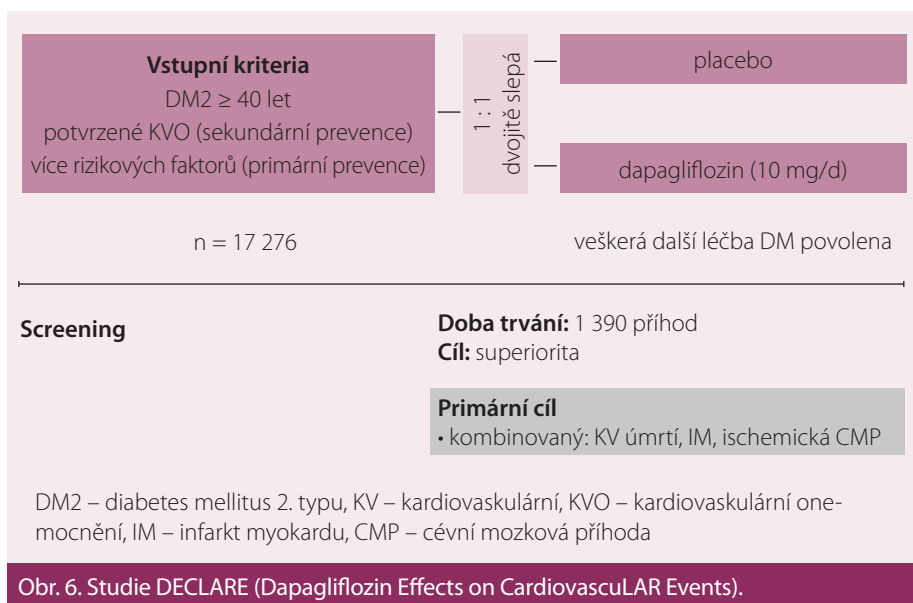 Vstupní kriteria
DM2 ≥ 40 let
potvrzené KVO (sekundární prevence)
více rizikových faktorů (primární prevence)
1 : 1
dvojitě slepá
placebo
dapagliflozin (10 mg/d)
n = 17 276
veškerá další léčba DM povolena
Screening
Doba trvání: 1 390 příhod
Cíl: superiorita
Primární cíl
• kombinovaný: KV úmrtí, IM, ischemická CMP
DM2 – diabetes mellitus 2. typu, KV – kardiovaskulární, KVO – kardiovaskulární one-
mocnění, IM – infarkt myokardu, CMP – cévní mozková příhoda
Obr. 6. Studie DECLARE (Dapagliflozin Effects on CardiovascuLAR Events).